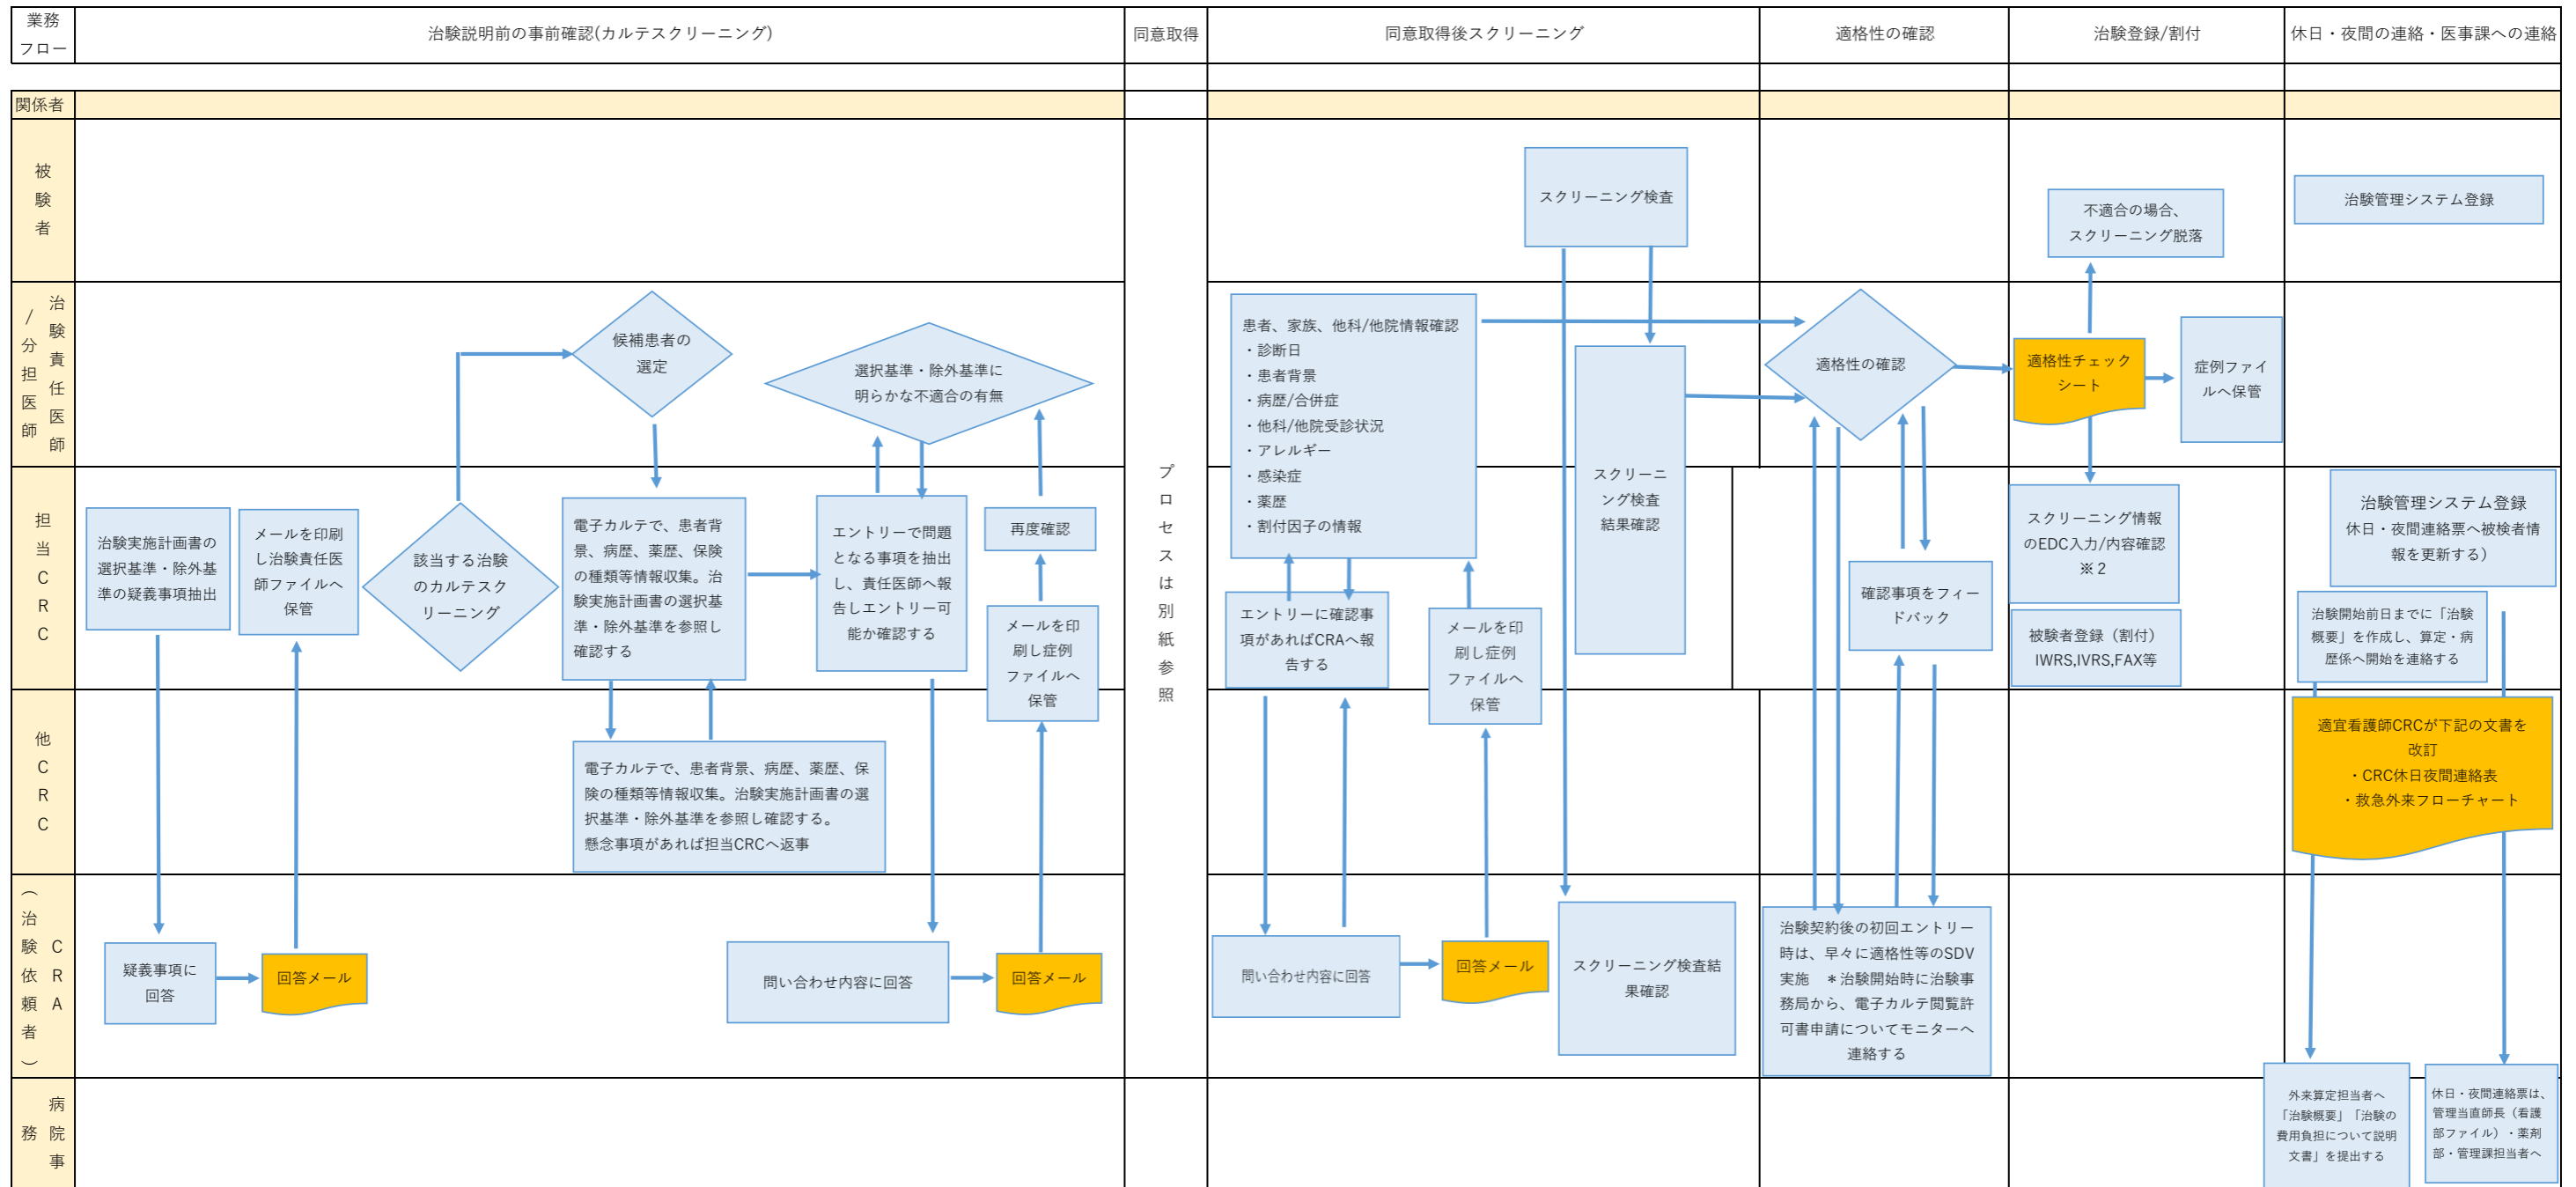 業務
フロー
治験説明前の事前確認(カルテスクリーニング)
同意取得
同意取得後スクリーニング
適格性の確認
治験登録/割付
休日・夜間の連絡・医事課への連絡
関係者
被験者
スクリーニング検査
不適合の場合、
スクリーニング脱落
治験管理システム登録
治験責任医師
/分担医師
候補患者の
選定
選択基準・除外基準に
明らかな不適合の有無
患者、家族、他科/他院情報確認
・診断日
・患者背景
・病歴/合併症
・他科/他院受診状況
・アレルギー
・感染症
・薬歴
・割付因子の情報
適格性の確認
適格性チェック
シート
症例ファイ
ルへ保管
担当CRC
治験実施計画書の
選択基準・除外基
準の疑義事項抽出
メールを印刷
し治験責任医
師ファイルへ
保管
該当する治験
のカルテスク
リーニング
電子カルテで、患者背
景、病歴、薬歴、保険
の種類等情報収集。治
験実施計画書の選択基
準・除外基準を参照し
確認する
エントリーで問題
となる事項を抽出
し、責任医師へ報
告しエントリー可
能か確認する
再度確認
メールを印
刷し症例
ファイルへ
保管
プロセスは別紙参照
エントリーに確認事
項があればCRAへ報
告する
メールを印
刷し症例
ファイルへ
保管
スクリーニ
ング検査
結果確認
確認事項をフィー
ドバック
スクリーニング情報
のEDC入力/内容確認
※２
被験者登録（割付）
IWRS,IVRS,FAX等
治験管理システム登録
休日・夜間連絡票へ被検者情
報を更新する）
治験開始前日までに「治験
概要」を作成し、算定・病
歴係へ開始を連絡する
他CRC
電子カルテで、患者背景、病歴、薬歴、保
険の種類等情報収集。治験実施計画書の選
択基準・除外基準を参照し確認する。
懸念事項があれば担当CRCへ返事
適宜看護師CRCが下記の文書を
改訂
・CRC休日夜間連絡表
・救急外来フローチャート
CRA
（治験依頼者）
疑義事項に
回答
回答メール
問い合わせ内容に回答
回答メール
問い合わせ内容に回答
回答メール
スクリーニング検査結
果確認
治験契約後の初回エントリー
時は、早々に適格性等のSDV
実施　＊治験開始時に治験事
務局から、電子カルテ閲覧許
可書申請についてモニターへ
連絡する
病院事
務
外来算定担当者へ
「治験概要」「治験の
費用負担について説明
文書」を提出する
休日・夜間連絡票は、
管理当直師長（看護
部ファイル）・薬剤
部・管理課担当者へ